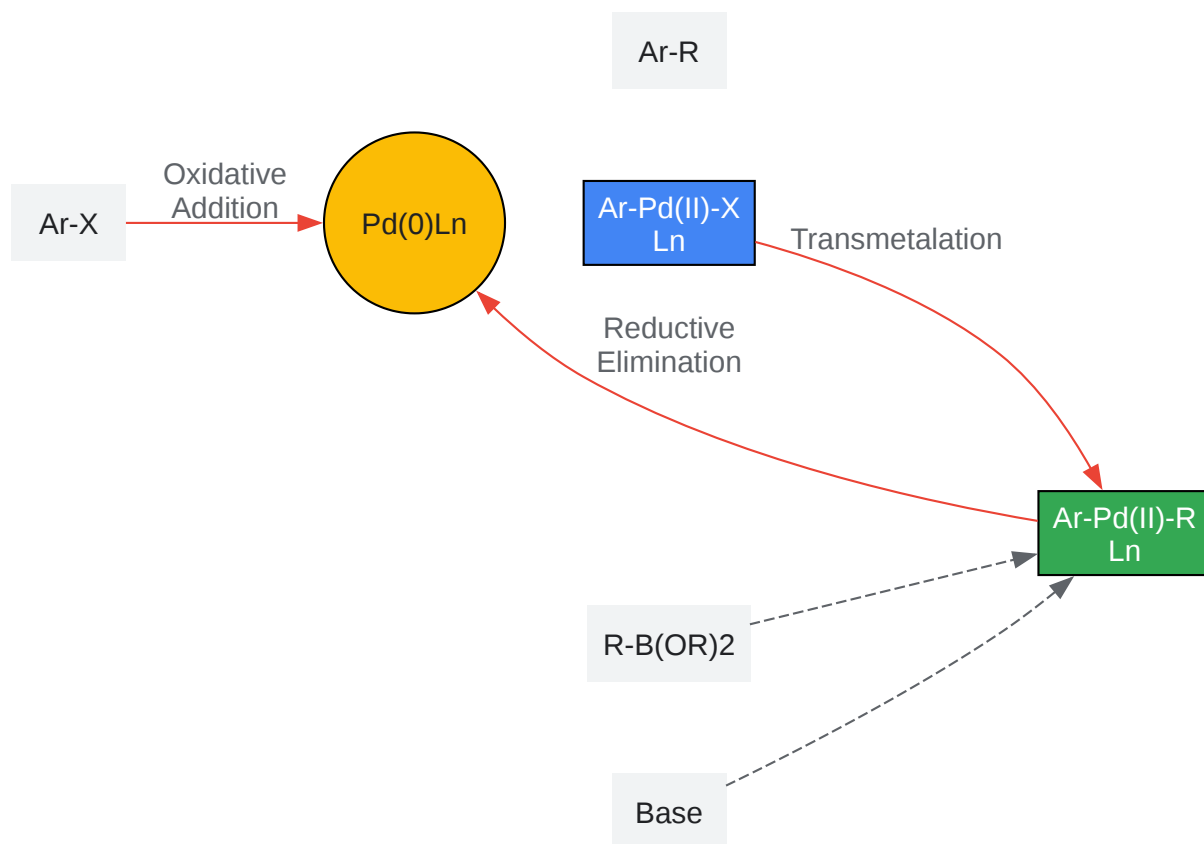 Ar-R
Oxidative
Addition
Ar-X
Pd(0)Ln
Ar-Pd(II)-X
Ln
Transmetalation
Reductive
Elimination
Ar-Pd(II)-R
Ln
R-B(OR)2
Base